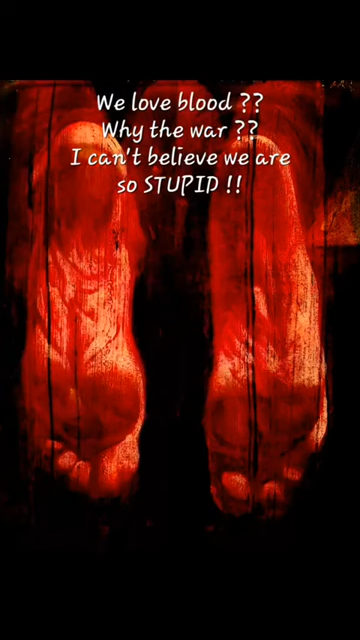 We love blood ??
Why the war ??
I can't believe we are
so STUPID !!